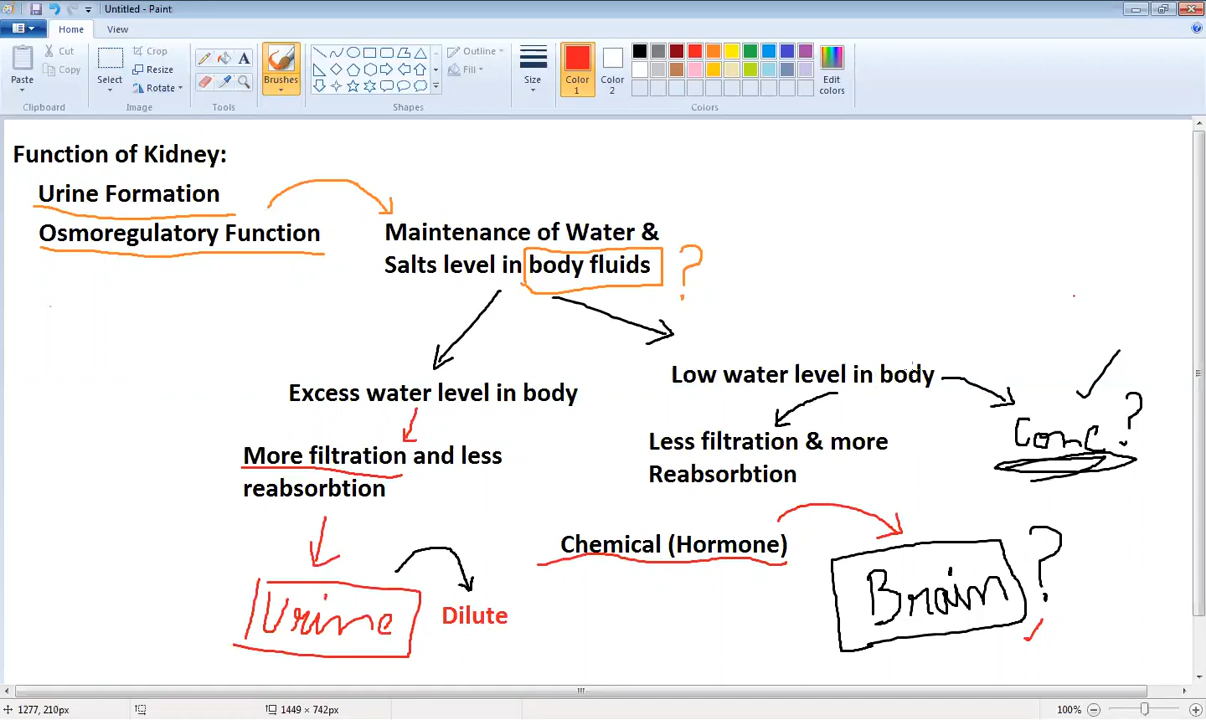 Untitled - Paint
Home View
Paste
Cut
Copy
Clipboard
Select
Crop
Resize
Rotate
Image
A
Tools
Brushes
Shapes
Outline
Fill
Size
Color
1
Color
2
Edit
colors
Colors
Function of Kidney:
Urine Formation
Osmoregulatory Function
Maintenance of Water &
Salts level in body fluids ?
Excess water level in body
Low water level in body
More filtration and less
reabsorbtion
Less filtration & more
Reabsorbtion
Conc ?
Chemical (Hormone)
Brain ?
Urine
Dilute
1277, 210px
1449 × 742px
100%